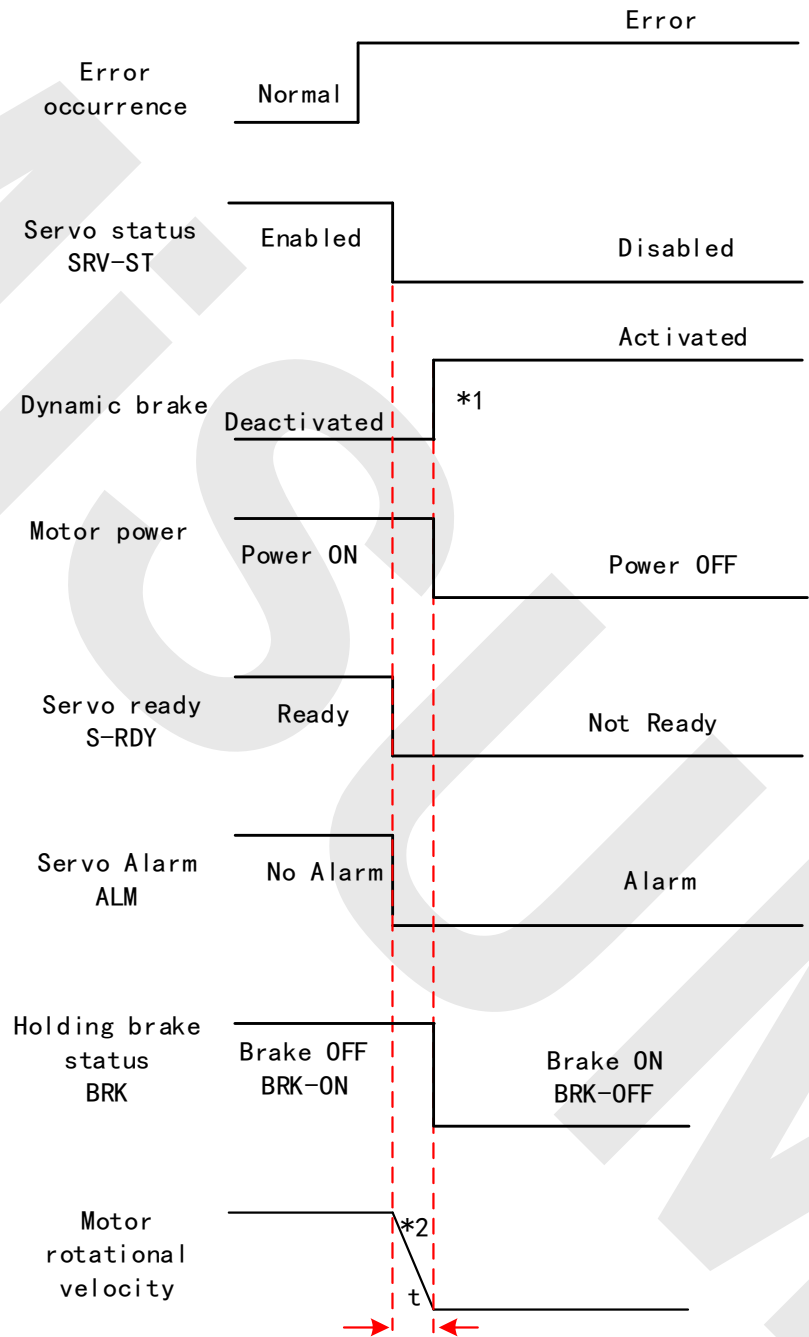 Error
Error
occurrence
Normal
Servo status
SRV-ST
Enabled
Disabled
Activated
Dynamic brake
Deactivated
*1
Motor power
Power ON
Power OFF
Servo ready
S-RDY
Ready
Not Ready
Servo Alarm
ALM
No Alarm
Alarm
Holding brake
status
BRK
Brake OFF
BRK-ON
Brake ON
BRK-OFF
Motor
rotational
velocity
*2
t